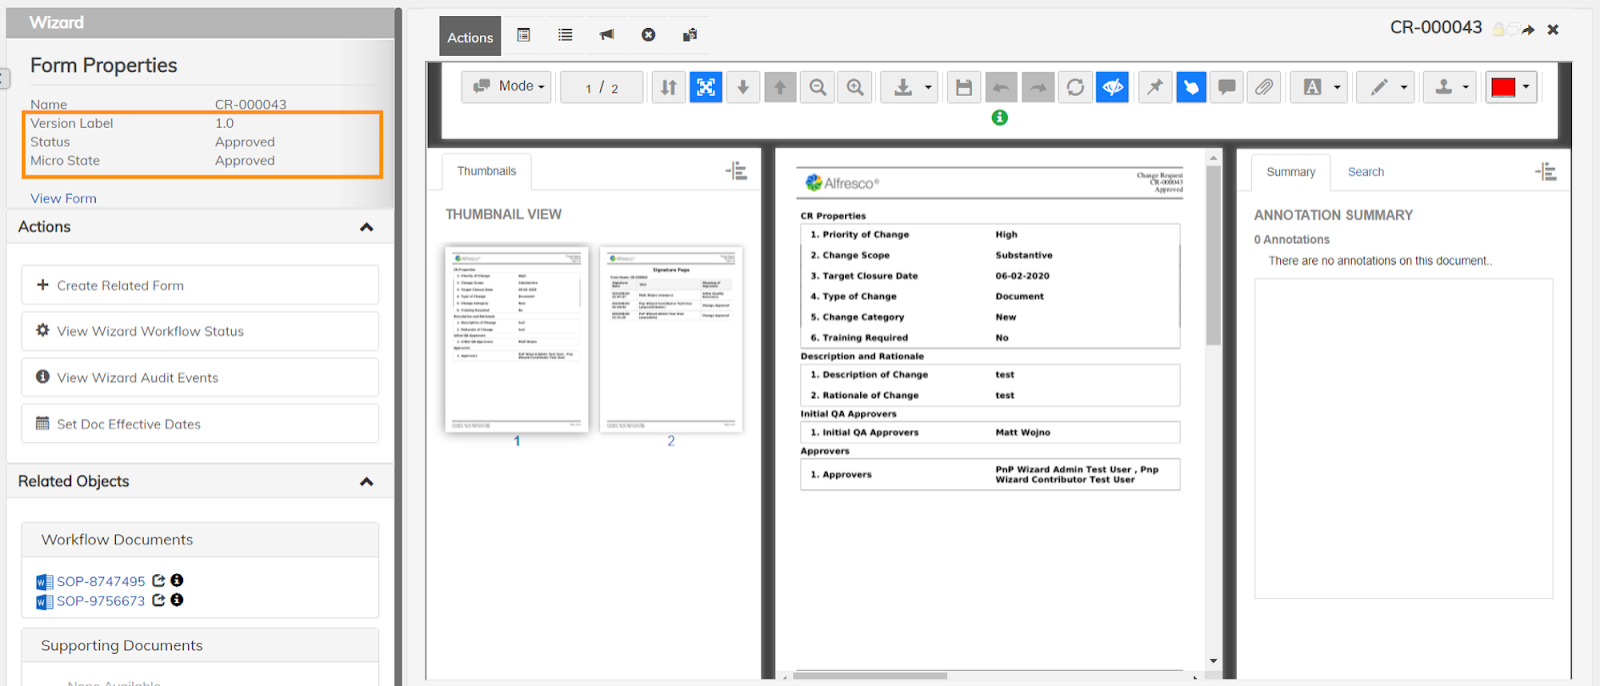 Wizard
Form Properties
Name CR-000043
Version Label 1.0
Status Approved
Micro State Approved
View Form
Actions
Create Related Form
View Wizard Workflow Status
View Wizard Audit Events
Set Doc Effective Dates
Related Objects
Workflow Documents
SOP-8747495
SOP-9756673
Supporting Documents
None Available
Actions
CR-000043
Mode
1 / 2
Thumbnails
THUMBNAIL VIEW
1
2
Signature Page
Alfresco®
Change Request
CR-000043
Approved
CR Properties
1. Priority of Change High
2. Change Scope Substantive
3. Target Closure Date 06-02-2020
4. Type of Change Document
5. Change Category New
6. Training Required No
Description and Rationale
1. Description of Change test
2. Rationale of Change test
Initial QA Approvers
1. Initial QA Approvers Matt Wojno
Approvers
1. Approvers PnP Wizard Admin Test User , Pnp
Wizard Contributor Test User
Summary Search
ANNOTATION SUMMARY
0 Annotations
There are no annotations on this document..